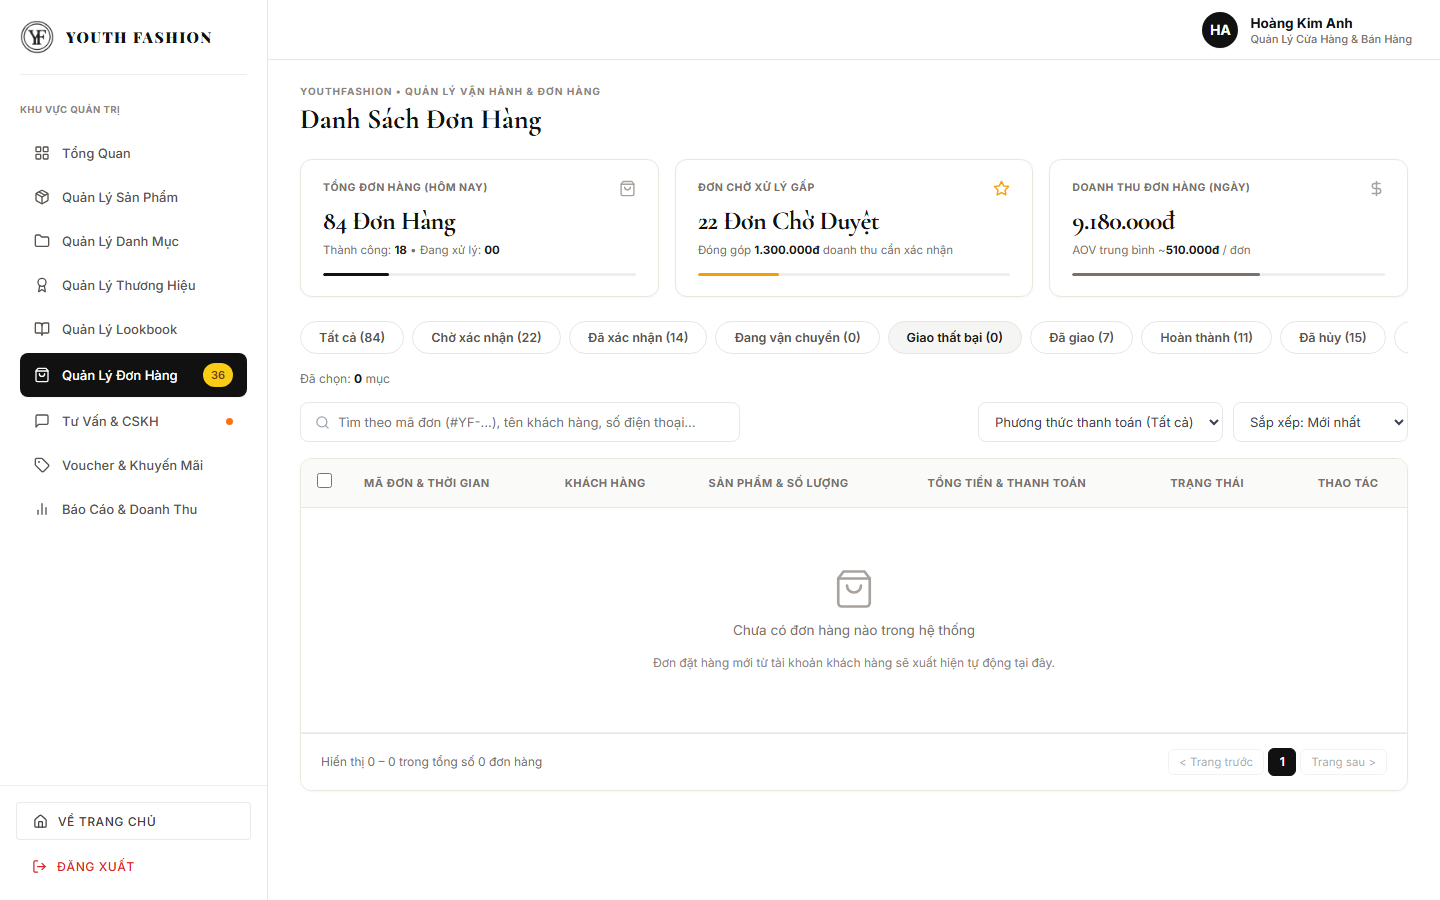 YF YOUTH FASHION
HA
Hoàng Kim Anh
Quản Lý Cửa Hàng & Bán Hàng
KHU VỰC QUẢN TRỊ
Tổng Quan
Quản Lý Sản Phẩm
Quản Lý Danh Mục
Quản Lý Thương Hiệu
Quản Lý Lookbook
Quản Lý Đơn Hàng 36
Tư Vấn & CSKH
Voucher & Khuyến Mãi
Báo Cáo & Doanh Thu
VỀ TRANG CHỦ
ĐĂNG XUẤT
YOUTHFASHION • QUẢN LÝ VẬN HÀNH & ĐƠN HÀNG
Danh Sách Đơn Hàng
TỔNG ĐƠN HÀNG (HÔM NAY)
84 Đơn Hàng
Thành công: 18 • Đang xử lý: 00
ĐƠN CHỜ XỬ LÝ GẤP
22 Đơn Chờ Duyệt
Đóng góp 1.300.000đ doanh thu cần xác nhận
DOANH THU ĐƠN HÀNG (NGÀY)
9.180.000đ
AOV trung bình ~510.000đ / đơn
Tất cả (84) Chờ xác nhận (22) Đã xác nhận (14) Đang vận chuyển (0) Giao thất bại (0) Đã giao (7) Hoàn thành (11) Đã hủy (15)
Đã chọn: 0 mục
Tìm theo mã đơn (#YF-...), tên khách hàng, số điện thoại...
Phương thức thanh toán (Tất cả) Sắp xếp: Mới nhất
MÃ ĐƠN & THỜI GIAN KHÁCH HÀNG SẢN PHẨM & SỐ LƯỢNG TỔNG TIỀN & THANH TOÁN TRẠNG THÁI THAO TÁC
Chưa có đơn hàng nào trong hệ thống
Đơn đặt hàng mới từ tài khoản khách hàng sẽ xuất hiện tự động tại đây.
Hiển thị 0 – 0 trong tổng số 0 đơn hàng
< Trang trước 1 Trang sau >